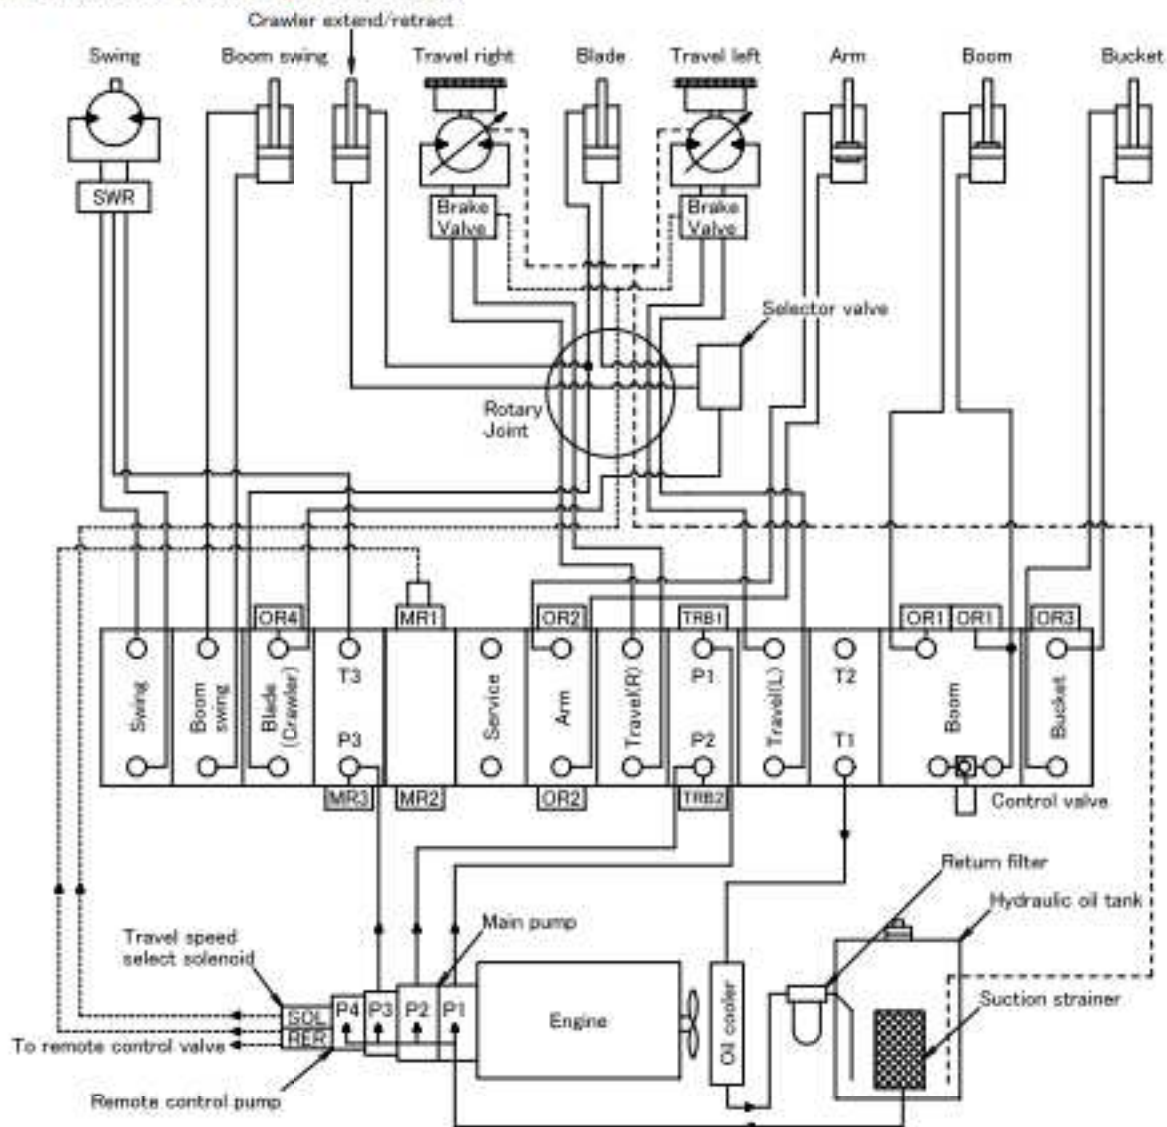 Crawler extend/retract
Swing
Boom swing
Travel right
Blade
Travel left
Arm
Boom
Bucket
SWR
Brake
Valve
Brake
Valve
Selector valve
Rotary
Joint
OR4
MR1
OR2
TRB1
OR1
OR1
OR3
Swing
Boom
swing
Blade
(Crawler)
T3
P3
Service
Arm
Travel(R)
P1
P2
Travel(L)
T2
T1
Boom
Bucket
MR3
MR2
OR2
TRB2
Control valve
Return filter
Hydraulic oil tank
Main pump
Travel speed
select solenoid
Suction strainer
SOL
RER
P4
P3
P2
P1
Engine
Oil cooler
To remote control valve
Remote control pump